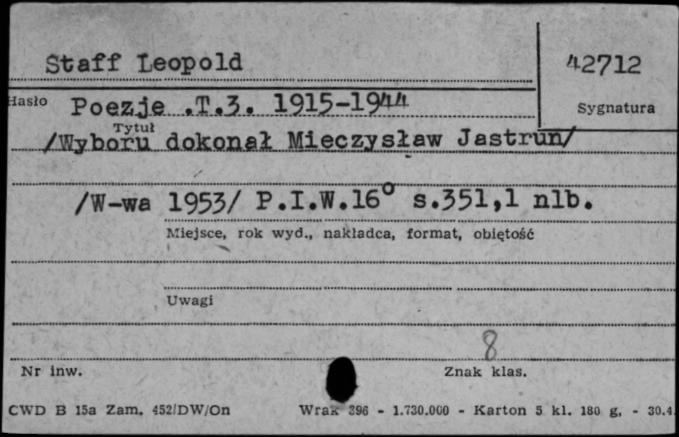 Staff Leopold
42712
Hasło
Poezje .T.3. 1915-1944
Sygnatura
Tytuł
/Wyboru dokonał Mieczysław Jastrun/
/W-wa 1953/ P.I.W.16° s.351,1 nlb.
Miejsce, rok wyd., nakładca, format, objętość
Uwagi
8
Nr inw.
Znak klas.
CWD B 15a Zam. 452/DW/On
Wrak 396 - 1.730.000 - Karton 5 kl. 180 g, - 30.4